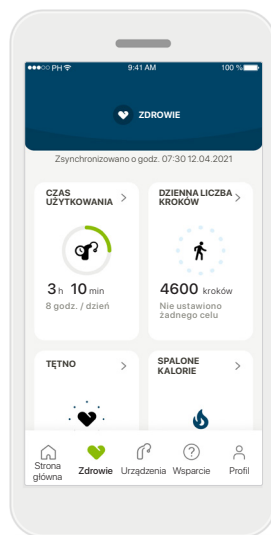 PH 9:41 AM 100 %
ZDROWIE
Zsynchronizowano o godz. 07:30 12.04.2021
CZAS
UŻYTKOWANIA
3 h 10 min
8 godz. / dzień
DZIENNA LICZBA
KROKÓW
4600 kroków
Nie ustawiono
żadnego celu
TĘTNO
SPALONE
KALORIE
Strona
główna
Zdrowie
Urządzenia
Wsparcie
Profil